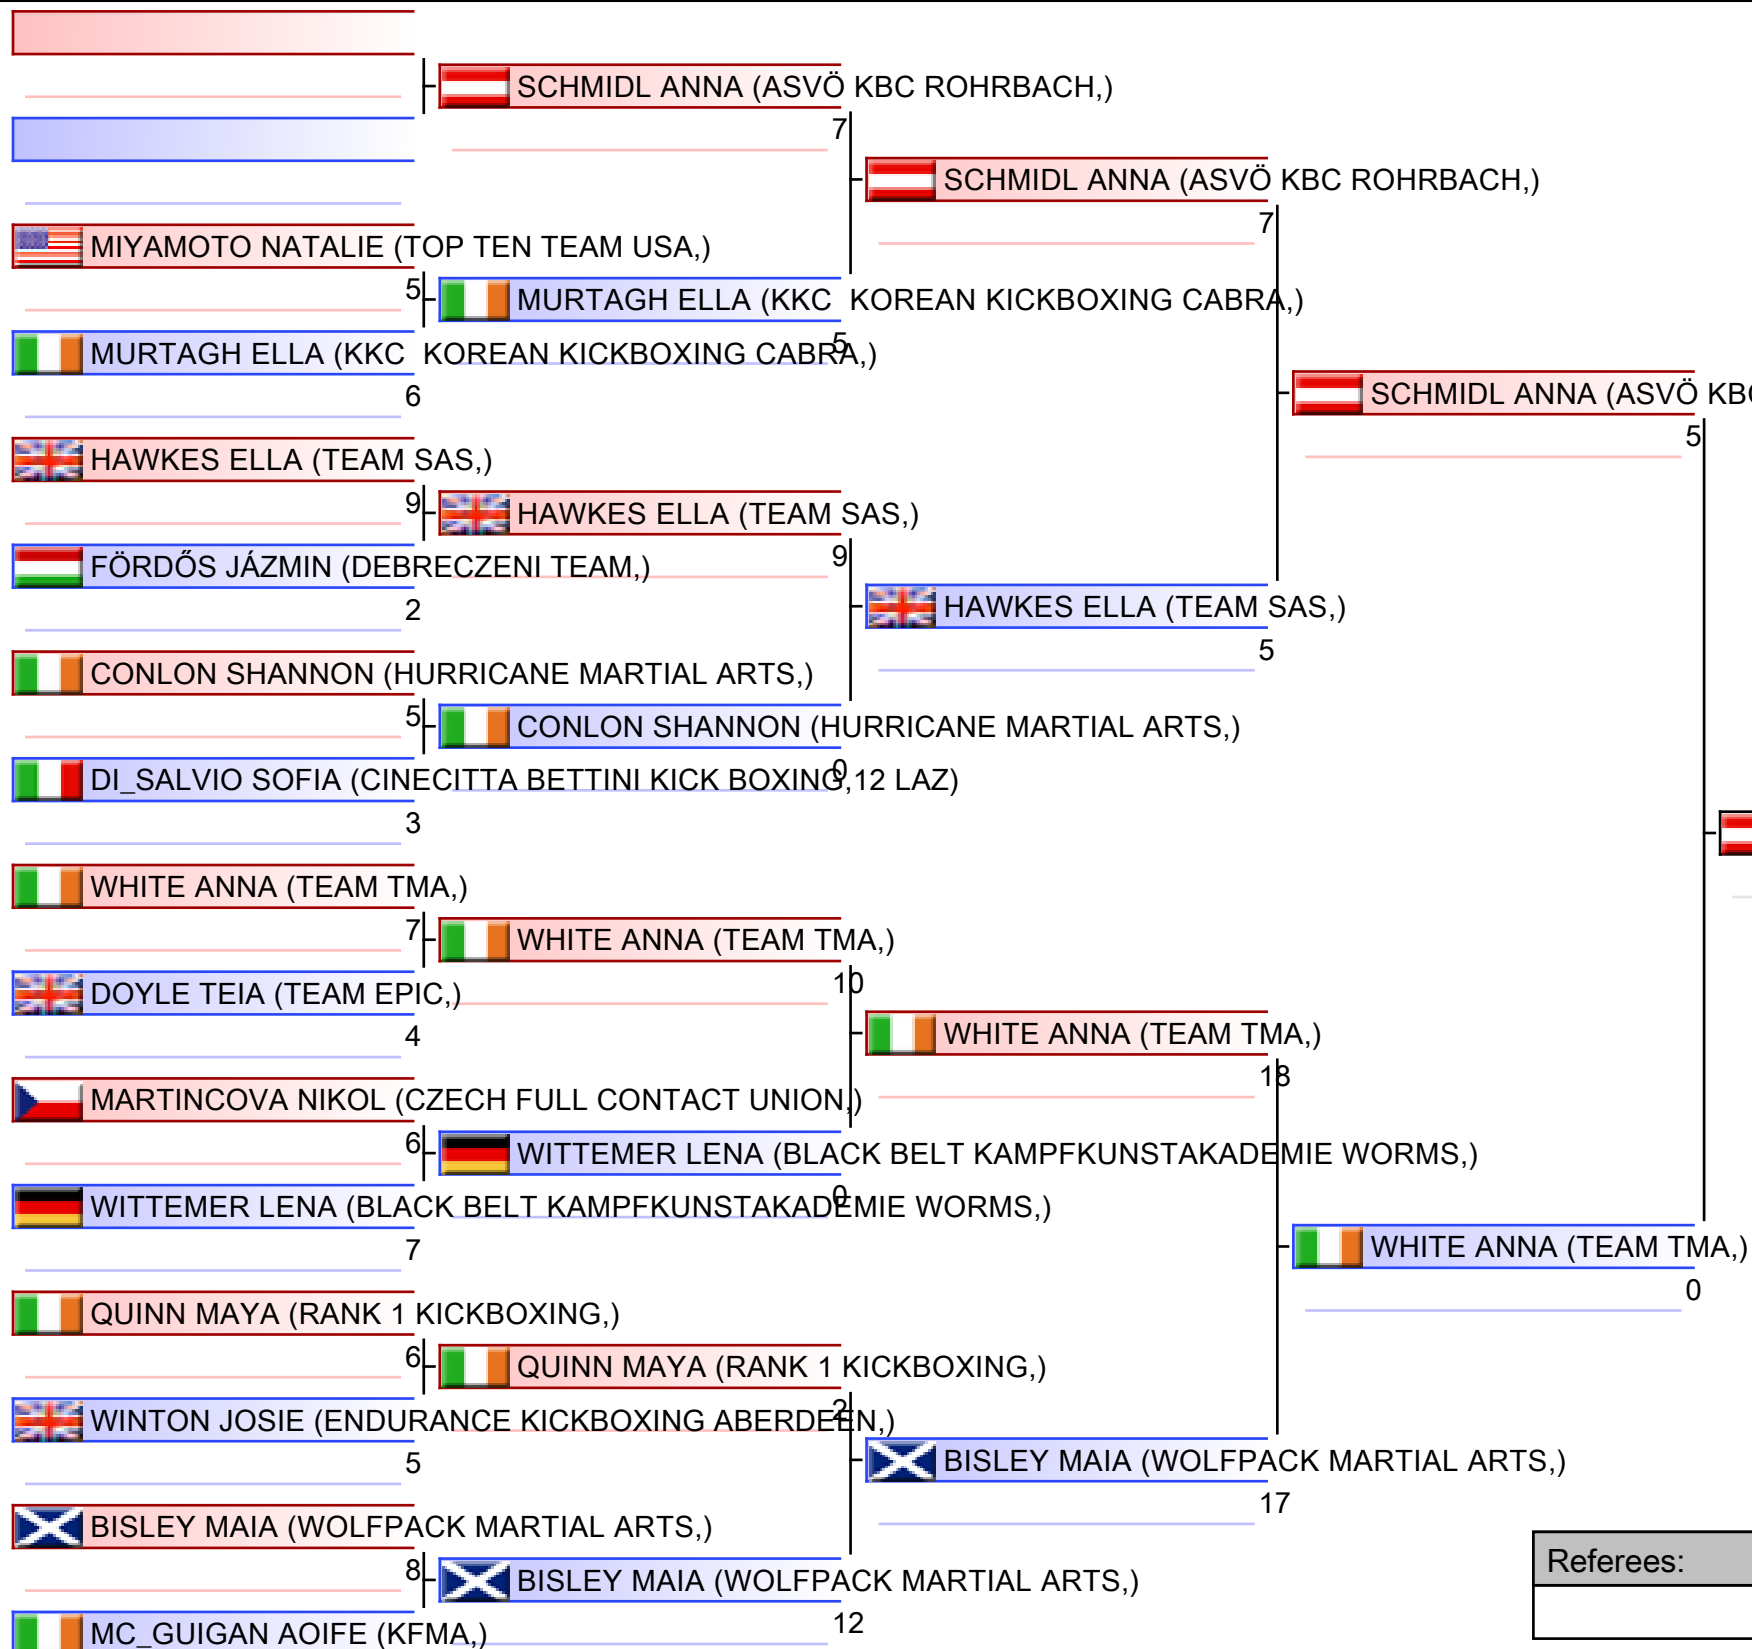 SCHMIDL ANNA (ASVÖ KBC ROHRBACH,)
7
SCHMIDL ANNA (ASVÖ KBC ROHRBACH,)
7
MIYAMOTO NATALIE (TOP TEN TEAM USA,)
5
MURTAGH ELLA (KKC  KOREAN KICKBOXING CABRA,)
5
MURTAGH ELLA (KKC  KOREAN KICKBOXING CABRA,)
6
SCHMIDL ANNA (ASVÖ KBC
5
HAWKES ELLA (TEAM SAS,)
9
HAWKES ELLA (TEAM SAS,)
9
FÖRDŐS JÁZMIN (DEBRECZENI TEAM,)
2
HAWKES ELLA (TEAM SAS,)
5
CONLON SHANNON (HURRICANE MARTIAL ARTS,)
5
CONLON SHANNON (HURRICANE MARTIAL ARTS,)
0
DI_SALVIO SOFIA (CINECITTA BETTINI KICK BOXING,12 LAZ)
3
WHITE ANNA (TEAM TMA,)
7
WHITE ANNA (TEAM TMA,)
10
DOYLE TEIA (TEAM EPIC,)
4
WHITE ANNA (TEAM TMA,)
18
MARTINCOVA NIKOL (CZECH FULL CONTACT UNION,)
6
WITTEMER LENA (BLACK BELT KAMPFKUNSTAKADEMIE WORMS,)
0
WITTEMER LENA (BLACK BELT KAMPFKUNSTAKADEMIE WORMS,)
7
WHITE ANNA (TEAM TMA,)
0
QUINN MAYA (RANK 1 KICKBOXING,)
6
QUINN MAYA (RANK 1 KICKBOXING,)
2
WINTON JOSIE (ENDURANCE KICKBOXING ABERDEEN,)
5
BISLEY MAIA (WOLFPACK MARTIAL ARTS,)
17
BISLEY MAIA (WOLFPACK MARTIAL ARTS,)
8
BISLEY MAIA (WOLFPACK MARTIAL ARTS,)
12
MC_GUIGAN AOIFE (KFMA,)
Referees: